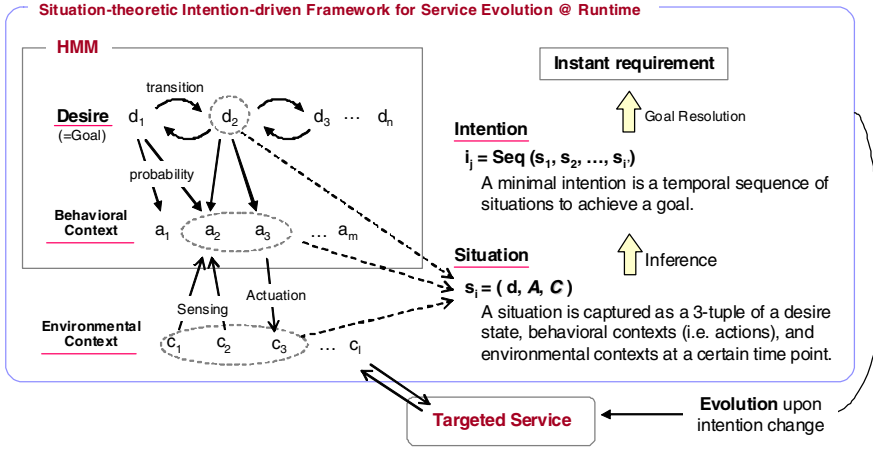 Situation-theoretic Intention-driven Framework for Service Evolution @ Runtime
HMM
transition
Desire
(=Goal)
d1 d2 d3 ... dn
probability
Behavioral
Context
a1 a2 a3 ... am
Sensing
Actuation
Environmental
Context
c1 c2 c3 ... cl
Instant requirement
Goal Resolution
Intention
ij = Seq (s1, s2, ..., si')
A minimal intention is a temporal sequence of
situations to achieve a goal.
Inference
Situation
si = ( d, A, C )
A situation is captured as a 3-tuple of a desire
state, behavioral contexts (i.e. actions), and
environmental contexts at a certain time point.
Targeted Service
Evolution upon
intention change